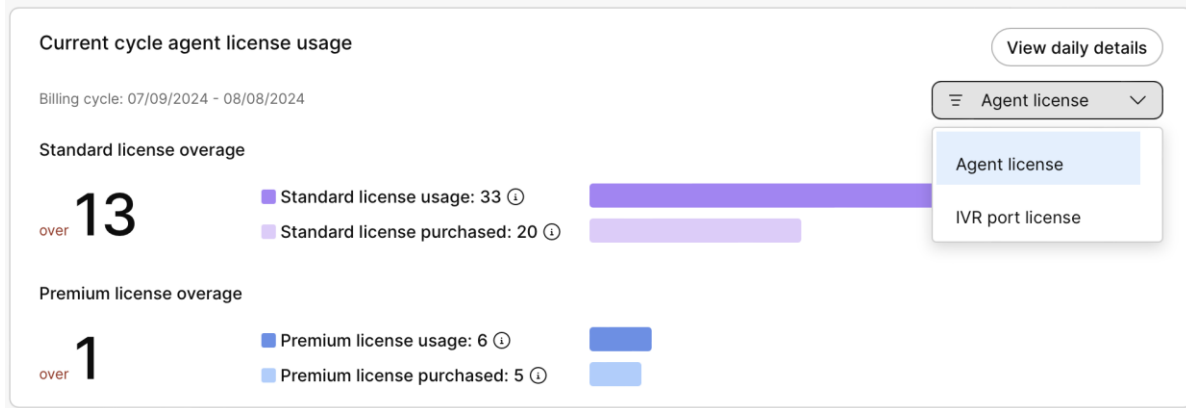 Current cycle agent license usage
View daily details
Billing cycle: 07/09/2024 - 08/08/2024
Agent license
Standard license overage
Agent license
over 13
Standard license usage: 33
IVR port license
Standard license purchased: 20
Premium license overage
over 1
Premium license usage: 6
Premium license purchased: 5